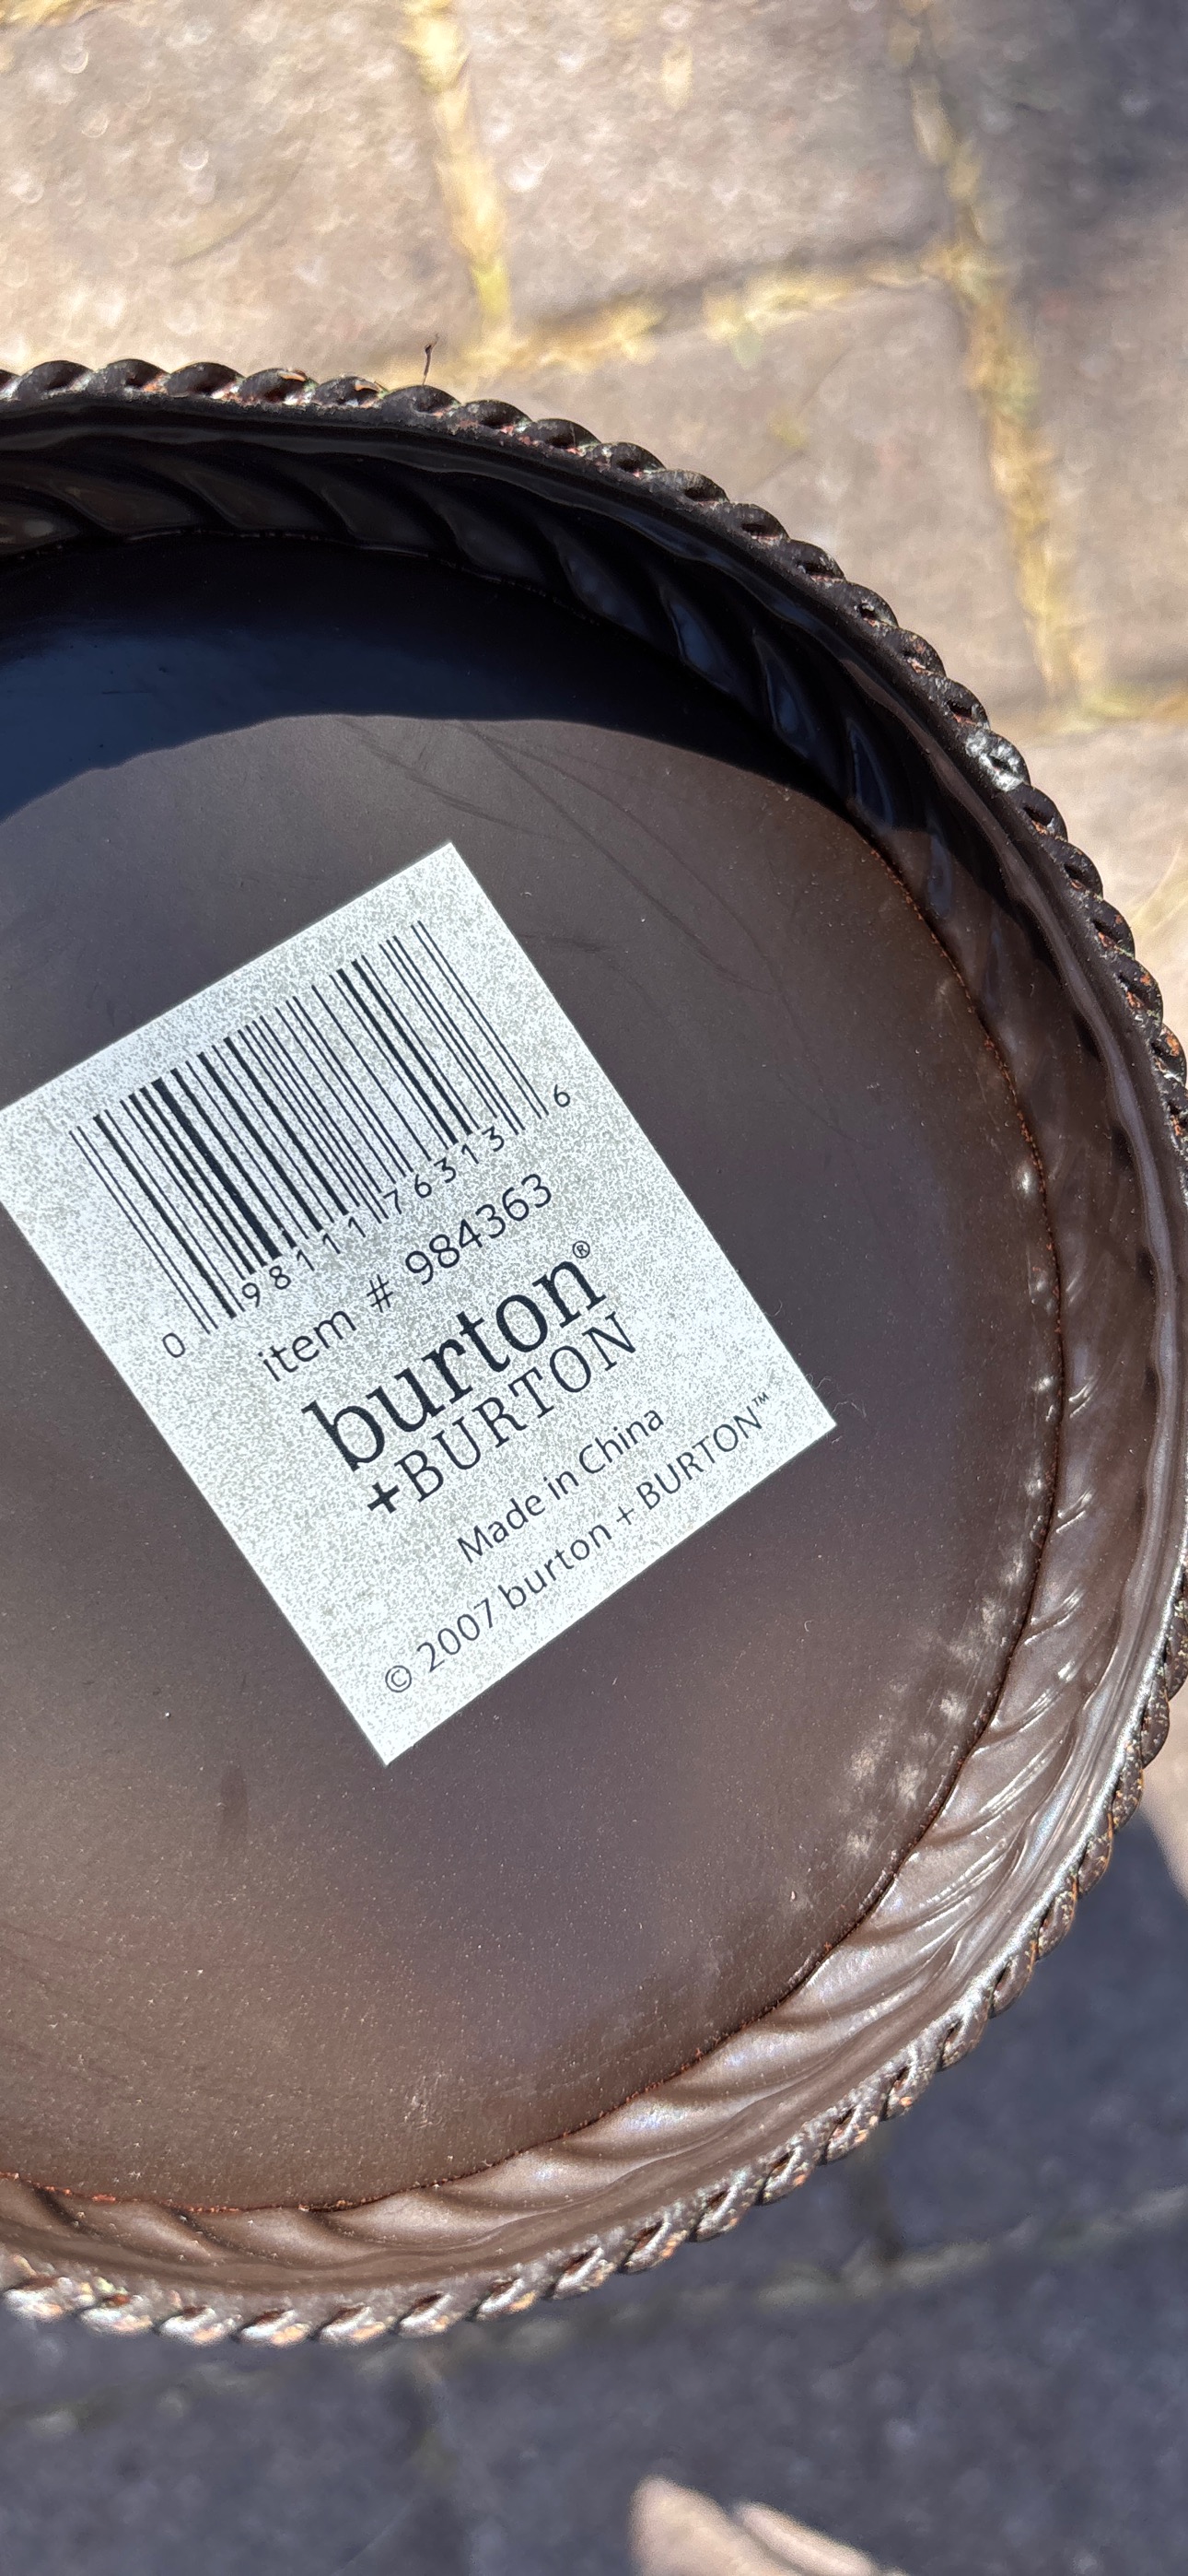 0 98111 76313 6
item # 984363
burton®
+BURTON
Made in China
© 2007 burton + BURTON™